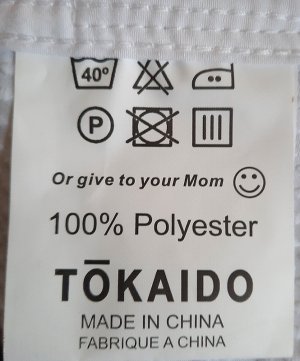 40°
P
Or give to your Mom
100% Polyester
TŌKAIDO
MADE IN CHINA
FABRIQUE A CHINA